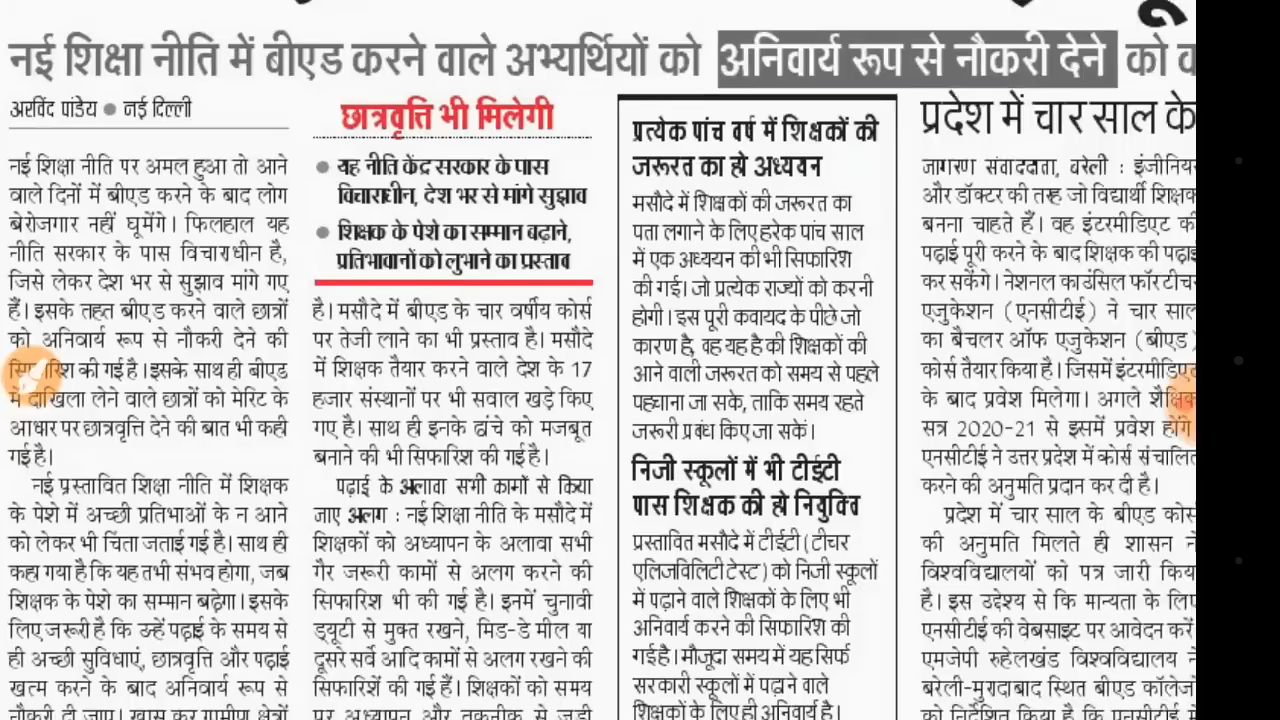 नई शिक्षा नीति में बीएड करने वाले अभ्यर्थियों को अनिवार्य रूप से नौकरी देने को
अरविंद पांडेय ● नई दिल्ली
नई शिक्षा नीति पर अमल हुआ तो आने
वाले दिनों में बीएड करने के बाद लोग
बेरोजगार नहीं घूमेंगे। फिलहाल यह
नीति सरकार के पास विचाराधीन है,
जिसे लेकर देश भर से सुझाव मांगे गए
हैं। इसके तहत बीएड करने वाले छात्रों
को अनिवार्य रूप से नौकरी देने की
सिफारिश की गई है। इसके साथ ही बीएड
में दाखिला लेने वाले छात्रों को मेरिट के
आधार पर छात्रवृत्ति देने की बात भी कही
गई है।
नई प्रस्तावित शिक्षा नीति में शिक्षक
के पेशे में अच्छी प्रतिभाओं के न आने
को लेकर भी चिंता जताई गई है। साथ ही
कहा गया है कि यह तभी संभव होगा, जब
शिक्षक के पेशे का सम्मान बढ़ेगा। इसके
लिए जरूरी है कि उन्हें पढ़ाई के समय से
ही अच्छी सुविधाएं, छात्रवृत्ति और पढ़ाई
खत्म करने के बाद अनिवार्य रूप से
नौकरी दी जाए। खास कर ग्रामीण क्षेत्रों
छात्रवृत्ति भी मिलेगी
● यह नीति केंद्र सरकार के पास
विचाराधीन, देश भर से मांगे सुझाव
● शिक्षक के पेशे का सम्मान बढ़ाने,
प्रतिभावानों को लुभाने का प्रस्ताव
है। मसौदे में बीएड के चार वर्षीय कोर्स
पर तेजी लाने का भी प्रस्ताव है। मसौदे
में शिक्षक तैयार करने वाले देश के 17
हजार संस्थानों पर भी सवाल खड़े किए
गए है। साथ ही इनके ढांचे को मजबूत
बनाने की भी सिफारिश की गई है।
पढ़ाई के अलावा सभी कामों से किया
जाए अलग : नई शिक्षा नीति के मसौदे में
शिक्षकों को अध्यापन के अलावा सभी
गैर जरूरी कामों से अलग करने की
सिफारिश भी की गई है। इनमें चुनावी
ड्यूटी से मुक्त रखने, मिड-डे मील या
दूसरे सर्वे आदि कामों से अलग रखने की
सिफारिशें की गई हैं। शिक्षकों को समय
पर अध्यापन और तकनीक से जुड़ी
प्रत्येक पांच वर्ष में शिक्षकों की
जरूरत का हो अध्ययन
मसौदे में शिक्षकों की जरूरत का
पता लगाने के लिए हरेक पांच साल
में एक अध्ययन की भी सिफारिश
की गई। जो प्रत्येक राज्यों को करनी
होगी। इस पूरी कवायद के पीछे जो
कारण है, वह यह है की शिक्षकों की
आने वाली जरूरत को समय से पहले
पहचाना जा सके, ताकि समय रहते
जरूरी प्रबंध किए जा सकें।
निजी स्कूलों में भी टीईटी
पास शिक्षक की हो नियुक्ति
प्रस्तावित मसौदे में टीईटी (टीचर
एलिजविलिटी टेस्ट) को निजी स्कूलों
में पढ़ाने वाले शिक्षकों के लिए भी
अनिवार्य करने की सिफारिश की
गई है। मौजूदा समय में यह सिर्फ
सरकारी स्कूलों में पढ़ाने वाले
शिक्षकों के लिए ही अनिवार्य है।
प्रदेश में चार साल के
जागरण संवाददाता, बरेली : इंजीनियर
और डॉक्टर की तरह जो विद्यार्थी शिक्षक
बनना चाहते हैं। वह इंटरमीडिएट की
पढ़ाई पूरी करने के बाद शिक्षक की पढ़ाई
कर सकेंगे। नेशनल काउंसिल फॉर टीचर
एजुकेशन (एनसीटीई) ने चार साल
का बैचलर ऑफ एजुकेशन (बीएड)
कोर्स तैयार किया है। जिसमें इंटरमीडिएट
के बाद प्रवेश मिलेगा। अगले शैक्षिक
सत्र 2020-21 से इसमें प्रवेश होंगे
एनसीटीई ने उत्तर प्रदेश में कोर्स संचालित
करने की अनुमति प्रदान कर दी है।
प्रदेश में चार साल के बीएड कोर्स
की अनुमति मिलते ही शासन ने
विश्वविद्यालयों को पत्र जारी किया
है। इस उद्देश्य से कि मान्यता के लिए
एनसीटीई की वेबसाइट पर आवेदन करें
एमजेपी रुहेलखंड विश्वविद्यालय ने
बरेली-मुरादाबाद स्थित बीएड कॉलेजों
को निर्देशित किया है कि एनसीटीई